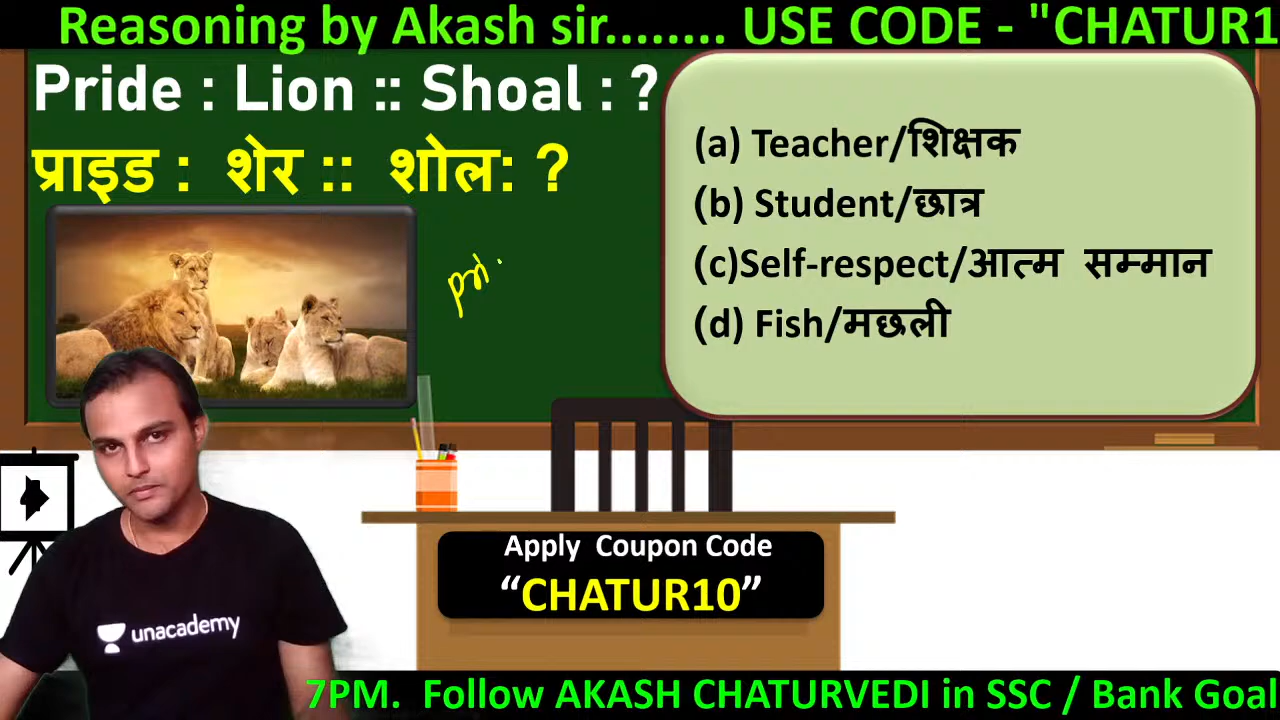 Reasoning by Akash sir........ USE CODE - "CHATUR1
Pride : Lion :: Shoal : ?
प्राइड : शेर :: शोल: ?
(a) Teacher/शिक्षक
(b) Student/छात्र
(c)Self-respect/आत्म सम्मान
(d) Fish/मछली
Apply Coupon Code
“CHATUR10”
unacademy
7PM. Follow AKASH CHATURVEDI in SSC / Bank Goal